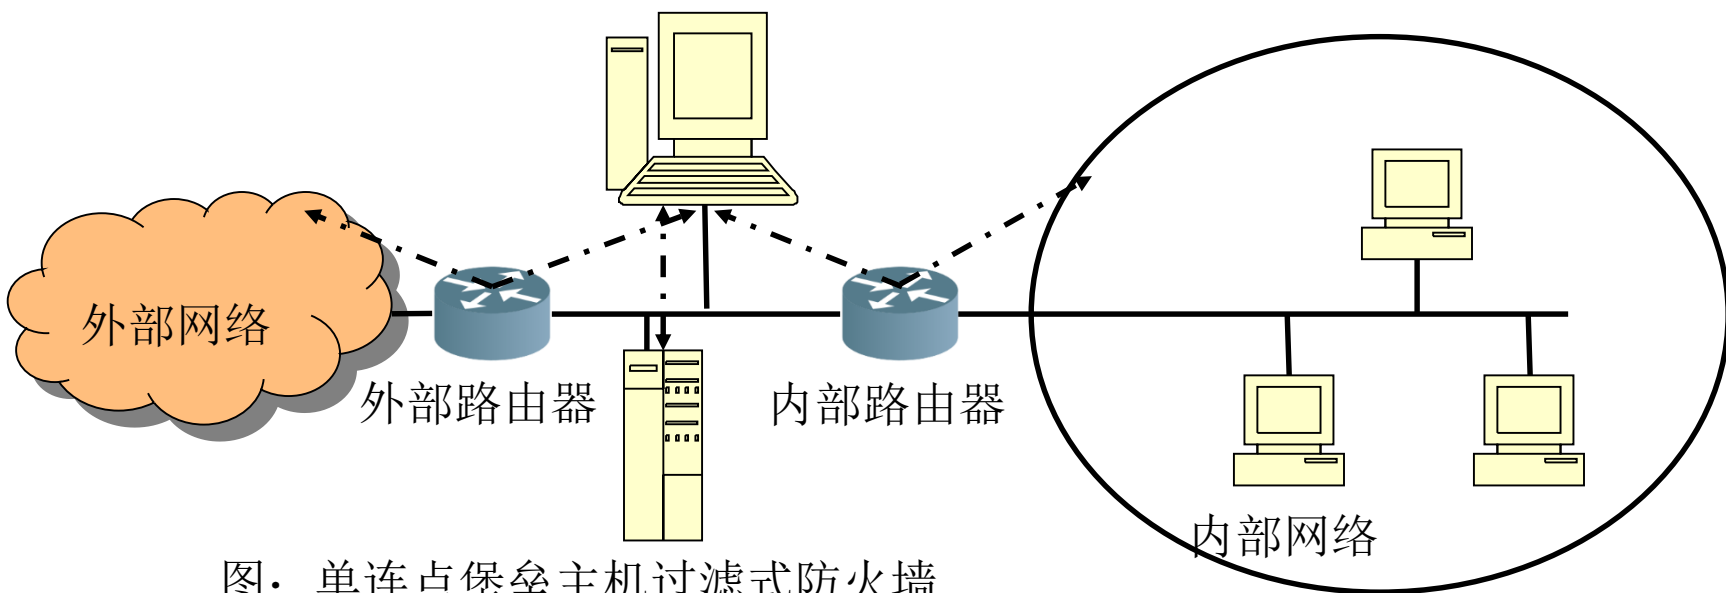 外部网络
外部路由器
内部路由器
内部网络
图：单连点堡垒主机过滤式防火墙